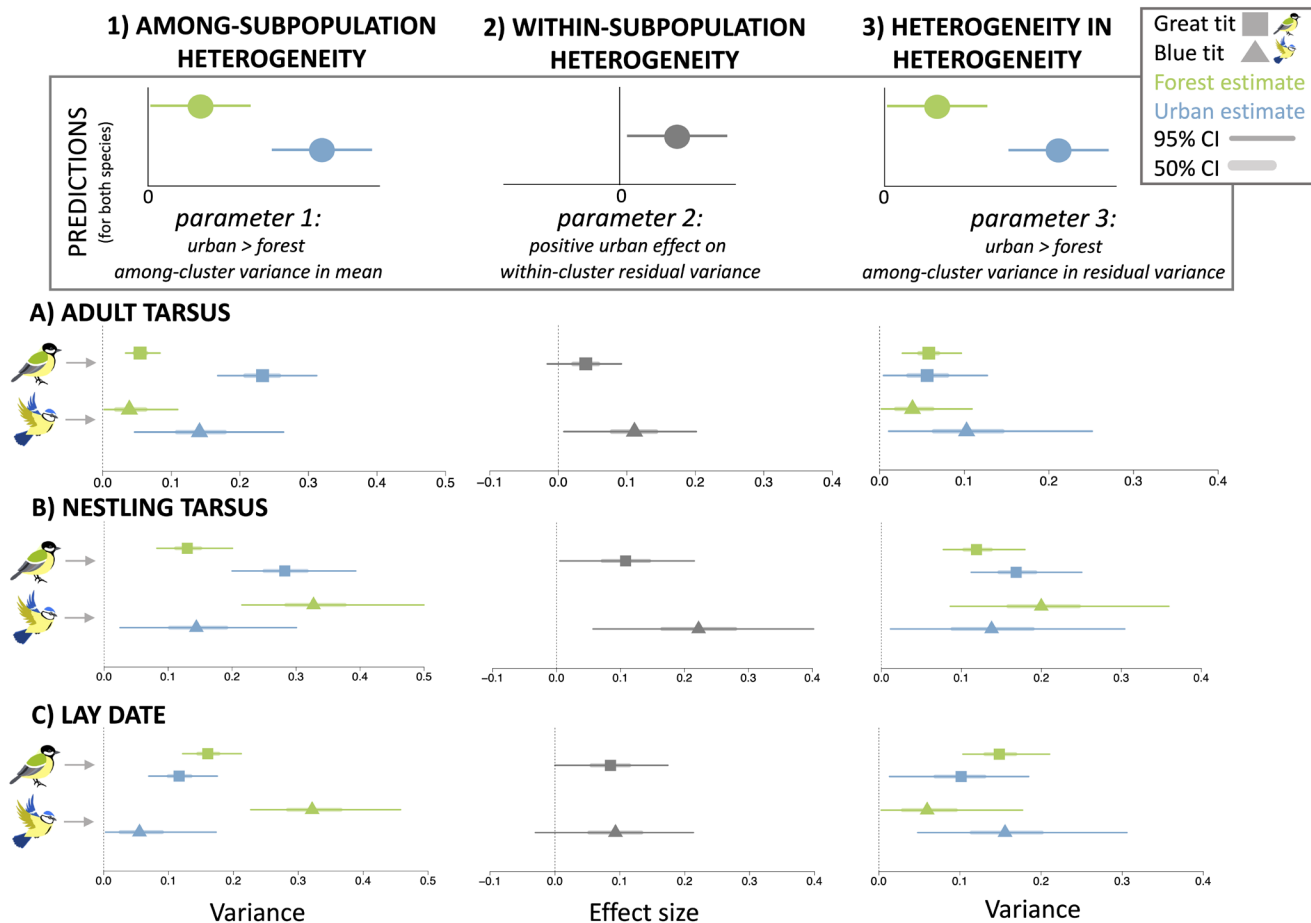 1) AMONG-SUBPOPULATION
HETEROGENEITY
2) WITHIN-SUBPOPULATION
HETEROGENEITY
3) HETEROGENEITY IN
HETEROGENEITY
Great tit
Blue tit
Forest estimate
Urban estimate
95% CI
50% CI
PREDICTIONS
(for both species)
0
parameter 1:
urban > forest
among-cluster variance in mean
0
parameter 2:
positive urban effect on
within-cluster residual variance
0
parameter 3:
urban > forest
among-cluster variance in residual variance
A) ADULT TARSUS
0.0 0.1 0.2 0.3 0.4 0.5
−0.1 0.0 0.1 0.2 0.3 0.4
0.0 0.1 0.2 0.3 0.4
B) NESTLING TARSUS
0.0 0.1 0.2 0.3 0.4 0.5
−0.1 0.0 0.1 0.2 0.3 0.4
0.0 0.1 0.2 0.3 0.4
C) LAY DATE
0.0 0.1 0.2 0.3 0.4 0.5
−0.1 0.0 0.1 0.2 0.3 0.4
0.0 0.1 0.2 0.3 0.4
Variance
Effect size
Variance